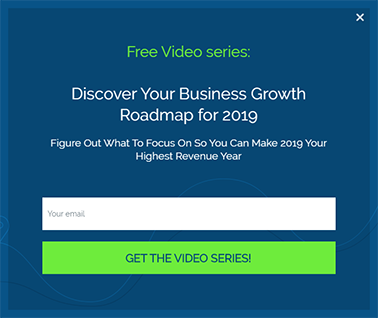 Free Video series:
Discover Your Business Growth
Roadmap for 2019
Figure Out What To Focus On So You Can Make 2019 Your
Highest Revenue Year
Your email
GET THE VIDEO SERIES!